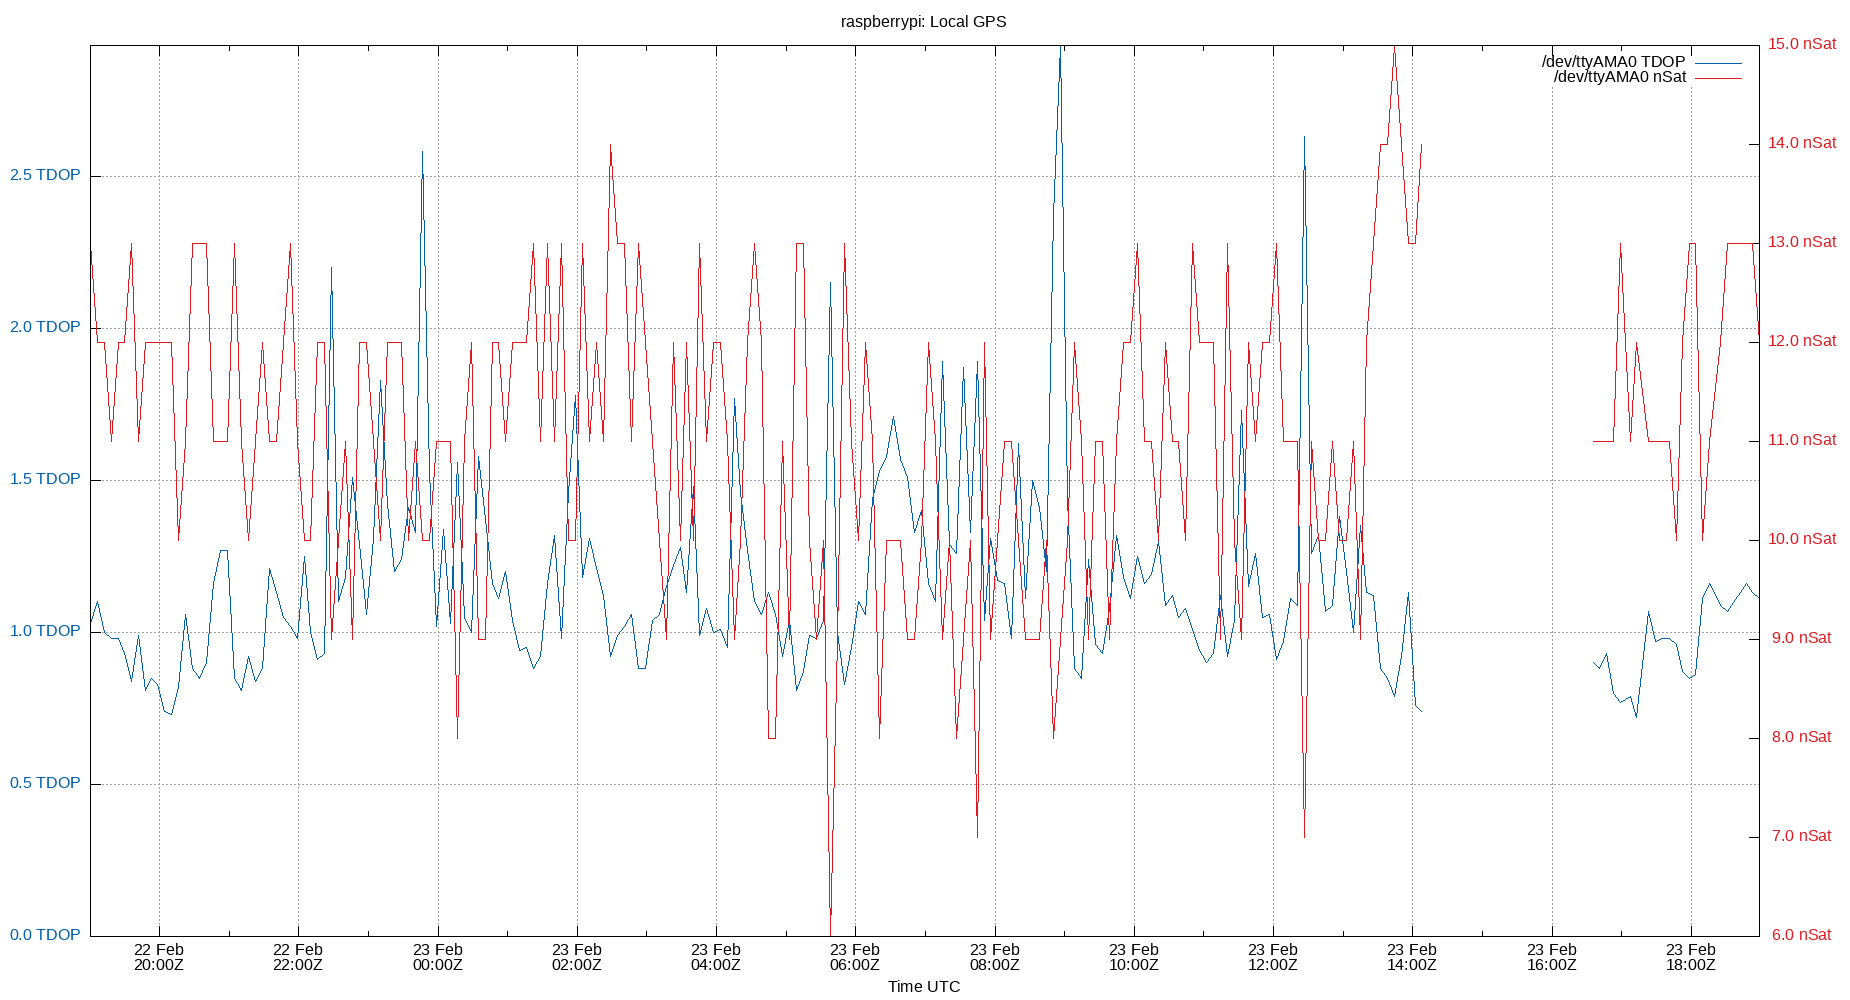 raspberrypi: Local GPS
/dev/ttyAMA0 TDOP
/dev/ttyAMA0 nSat
2.5 TDOP
2.0 TDOP
1.5 TDOP
1.0 TDOP
0.5 TDOP
0.0 TDOP
15.0 nSat
14.0 nSat
13.0 nSat
12.0 nSat
11.0 nSat
10.0 nSat
9.0 nSat
8.0 nSat
7.0 nSat
6.0 nSat
22 Feb
20:00Z
22 Feb
22:00Z
23 Feb
00:00Z
23 Feb
02:00Z
23 Feb
04:00Z
23 Feb
06:00Z
23 Feb
08:00Z
23 Feb
10:00Z
23 Feb
12:00Z
23 Feb
14:00Z
23 Feb
16:00Z
23 Feb
18:00Z
Time UTC